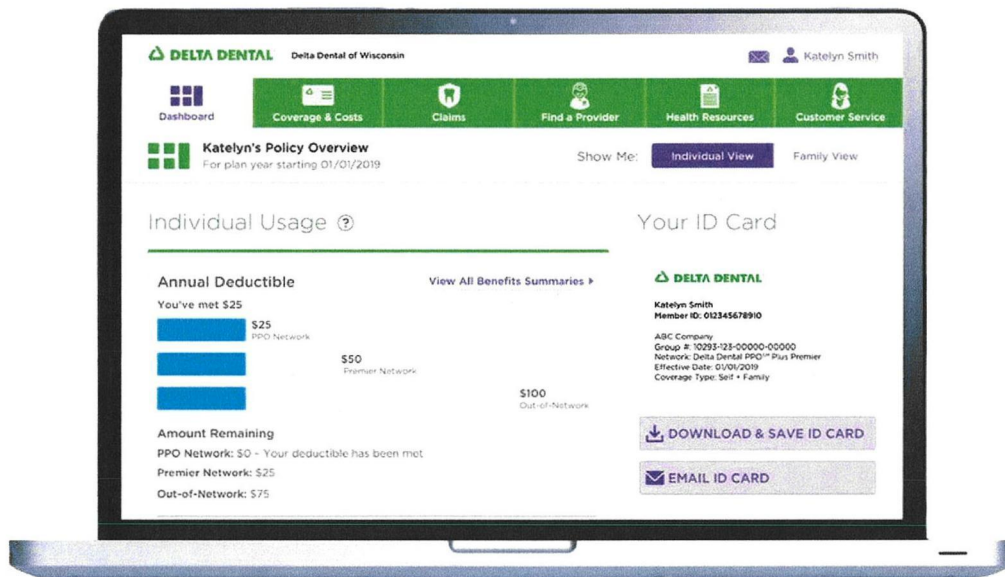 DELTA DENTAL Delta Dental of Wisconsin
Katelyn Smith
Dashboard
Coverage & Costs
Claims
Find a Provider
Health Resources
Customer Service
Katelyn's Policy Overview
For plan year starting 01/01/2019
Show Me: Individual View Family View
Individual Usage ?
Annual Deductible
View All Benefits Summaries
You've met $25
$25
PPO Network
$50
Premier Network
$100
Out-of-Network
Amount Remaining
PPO Network: $0 - Your deductible has been met
Premier Network: $25
Out-of-Network: $75
Your ID Card
DELTA DENTAL
Katelyn Smith
Member ID: 012345678910
ABC Company
Group #: 10293-123-00000-00000
Network: Delta Dental PPO℠ Plus Premier
Effective Date: 01/01/2019
Coverage Type: Self + Family
DOWNLOAD & SAVE ID CARD
EMAIL ID CARD